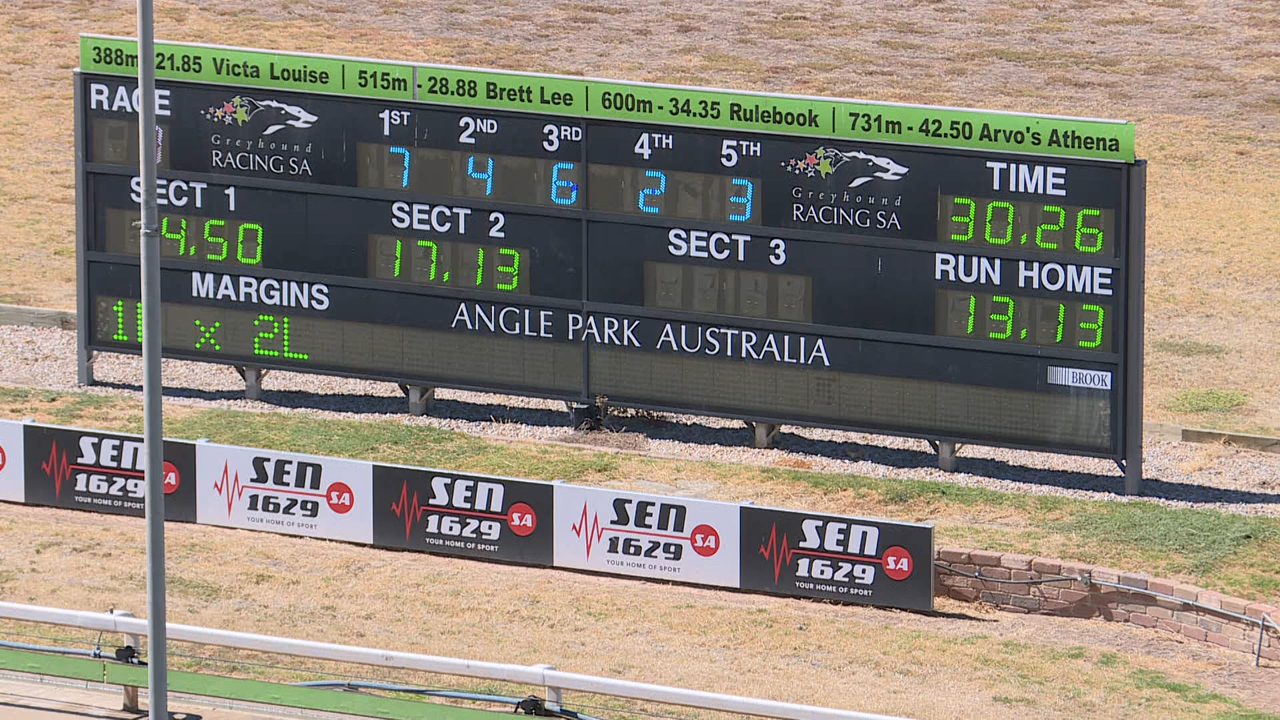 388m 21.85 Victa Louise | 515m - 28.88 Brett Lee | 600m - 34.35 Rulebook | 731m - 42.50 Arvo's Athena
RACE
Greyhound
RACING SA
1ST 2ND 3RD 4TH 5TH
7 4 6 2 3
Greyhound
RACING SA
TIME
30.26
SECT 1
4.50
SECT 2
17.13
SECT 3
RUN HOME
13.13
MARGINS
x 2L
ANGLE PARK AUSTRALIA
BROOK
SEN
1629 SA
YOUR HOME OF SPORT
SEN
1629 SA
YOUR HOME OF SPORT
SEN
1629 SA
YOUR HOME OF SPORT
SEN
1629 SA
YOUR HOME OF SPORT
SEN
1629 SA
YOUR HOME OF SPORT